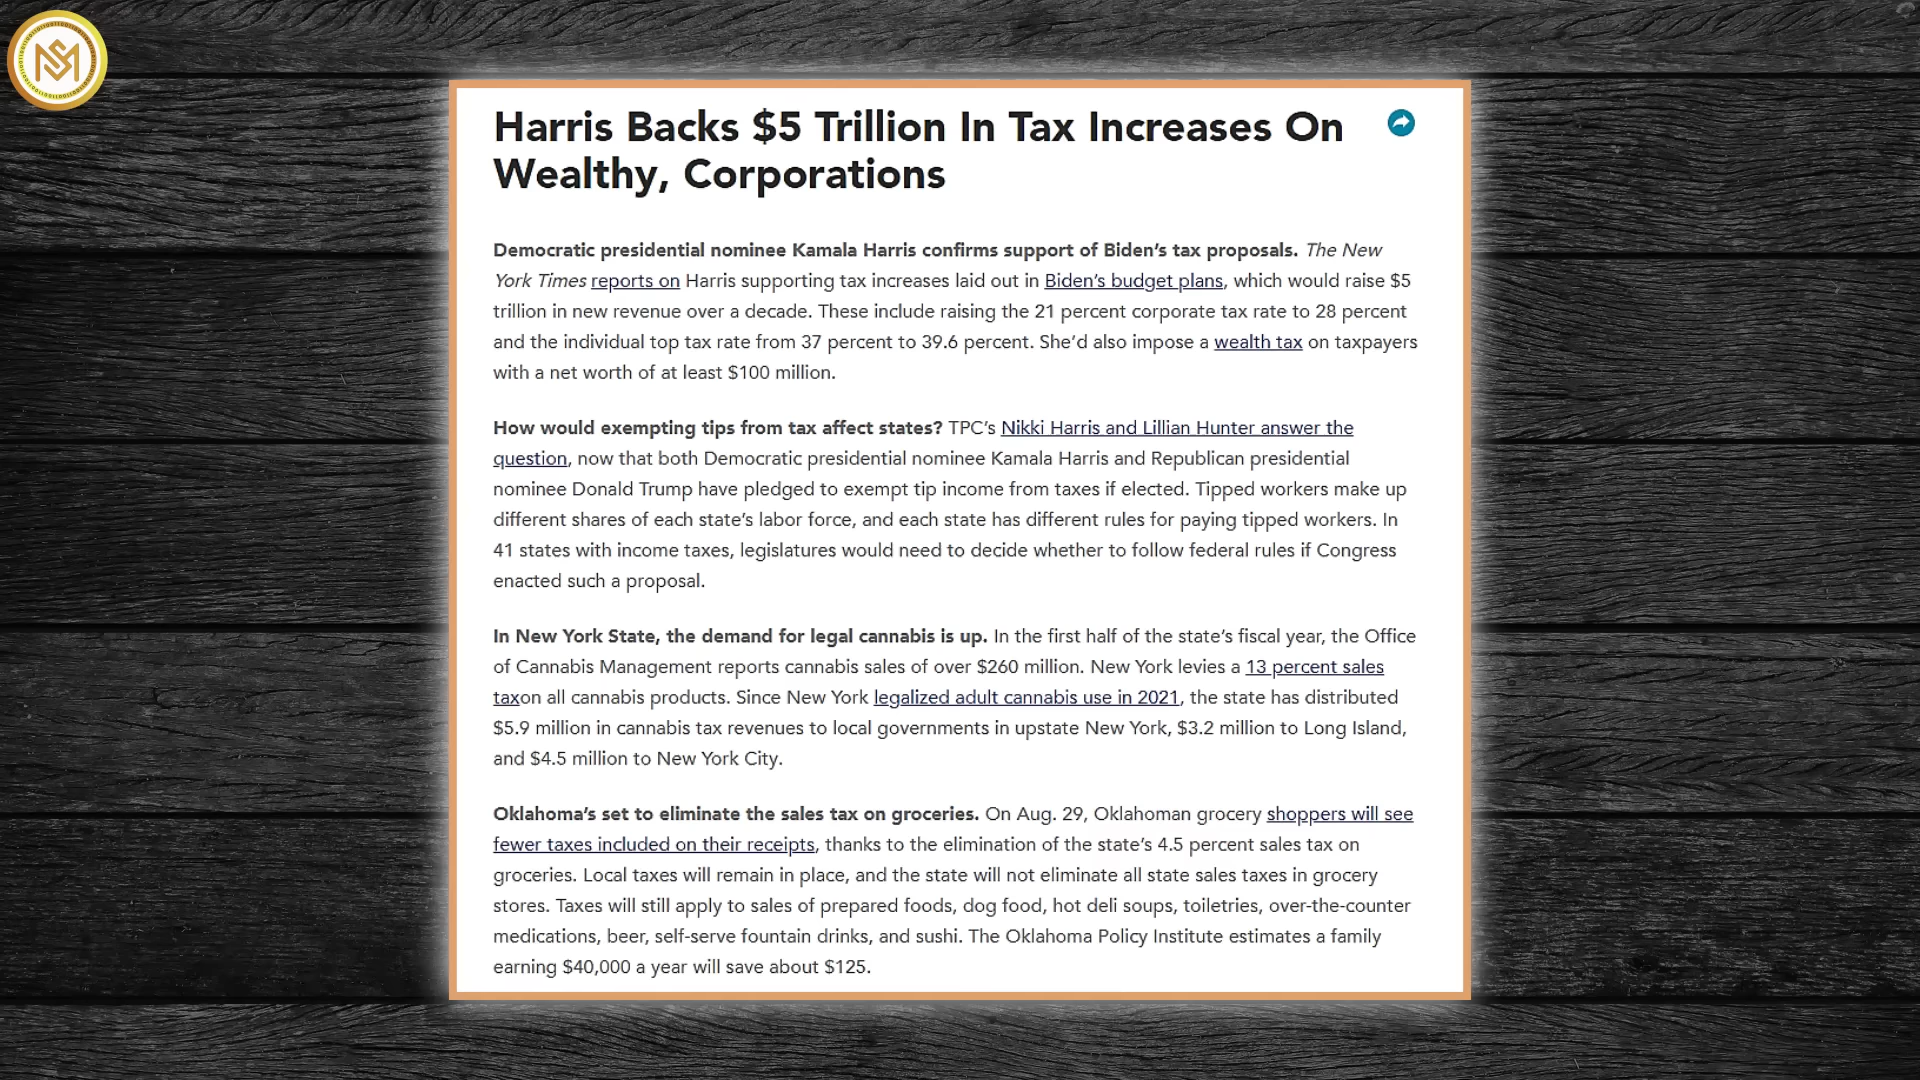 Harris Backs $5 Trillion In Tax Increases On
Wealthy, Corporations
Democratic presidential nominee Kamala Harris confirms support of Biden’s tax proposals. The New
York Times reports on Harris supporting tax increases laid out in Biden’s budget plans, which would raise $5
trillion in new revenue over a decade. These include raising the 21 percent corporate tax rate to 28 percent
and the individual top tax rate from 37 percent to 39.6 percent. She’d also impose a wealth tax on taxpayers
with a net worth of at least $100 million.
How would exempting tips from tax affect states? TPC’s Nikki Harris and Lillian Hunter answer the
question, now that both Democratic presidential nominee Kamala Harris and Republican presidential
nominee Donald Trump have pledged to exempt tip income from taxes if elected. Tipped workers make up
different shares of each state’s labor force, and each state has different rules for paying tipped workers. In
41 states with income taxes, legislatures would need to decide whether to follow federal rules if Congress
enacted such a proposal.
In New York State, the demand for legal cannabis is up. In the first half of the state’s fiscal year, the Office
of Cannabis Management reports cannabis sales of over $260 million. New York levies a 13 percent sales
taxon all cannabis products. Since New York legalized adult cannabis use in 2021, the state has distributed
$5.9 million in cannabis tax revenues to local governments in upstate New York, $3.2 million to Long Island,
and $4.5 million to New York City.
Oklahoma’s set to eliminate the sales tax on groceries. On Aug. 29, Oklahoman grocery shoppers will see
fewer taxes included on their receipts, thanks to the elimination of the state’s 4.5 percent sales tax on
groceries. Local taxes will remain in place, and the state will not eliminate all state sales taxes in grocery
stores. Taxes will still apply to sales of prepared foods, dog food, hot deli soups, toiletries, over-the-counter
medications, beer, self-serve fountain drinks, and sushi. The Oklahoma Policy Institute estimates a family
earning $40,000 a year will save about $125.